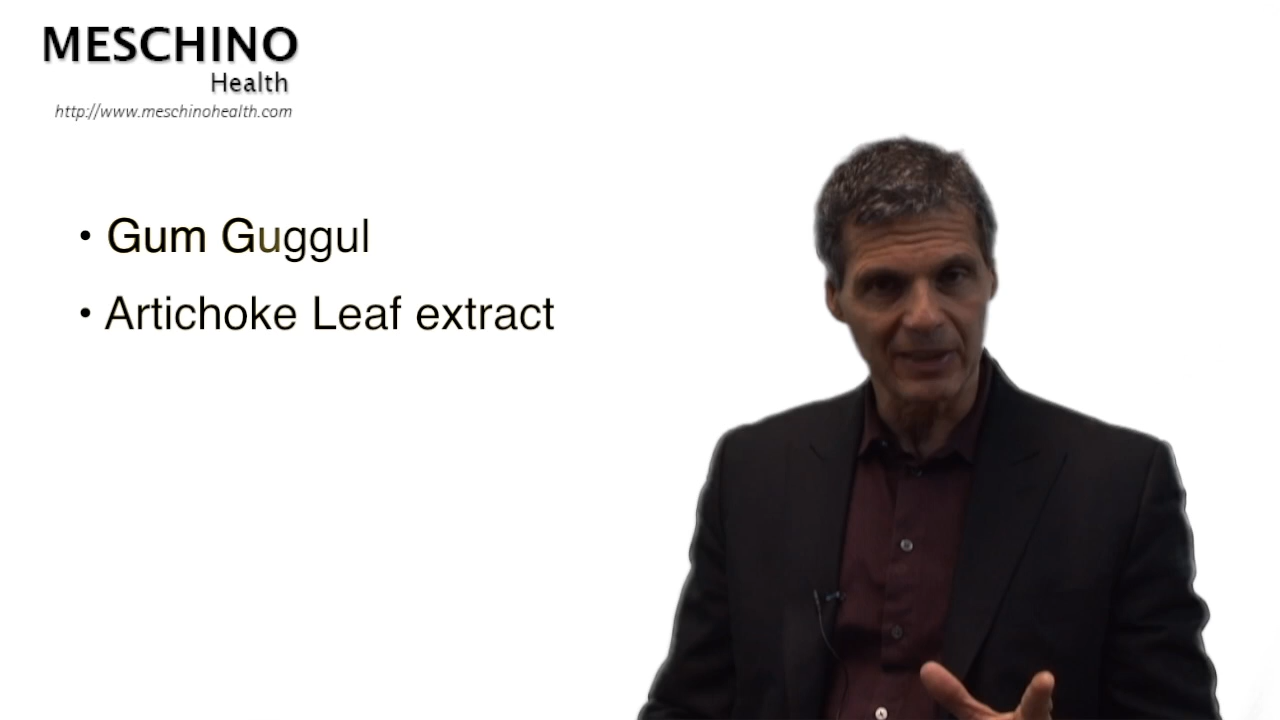 MESCHINO
Health
http://www.meschinohealth.com
• Gum Guggul
• Artichoke Leaf extract